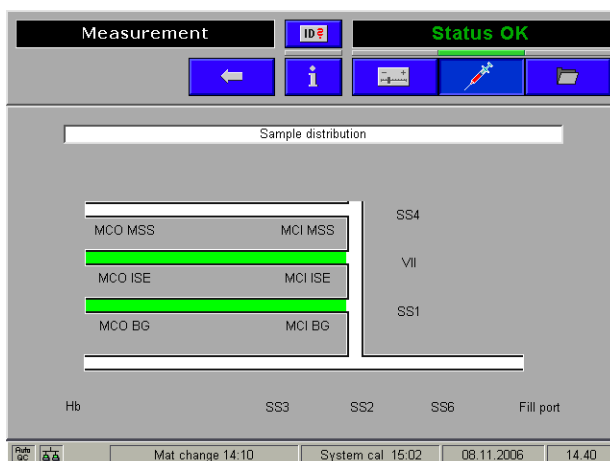 Measurement
ID?
Status OK
i
- +
Sample distribution
SS4
MCO MSS MCI MSS
VII
MCO ISE MCI ISE
SS1
MCO BG MCI BG
Hb SS3 SS2 SS6 Fill port
Auto QC
Mat change 14:10 System cal 15:02 08.11.2006 14.40